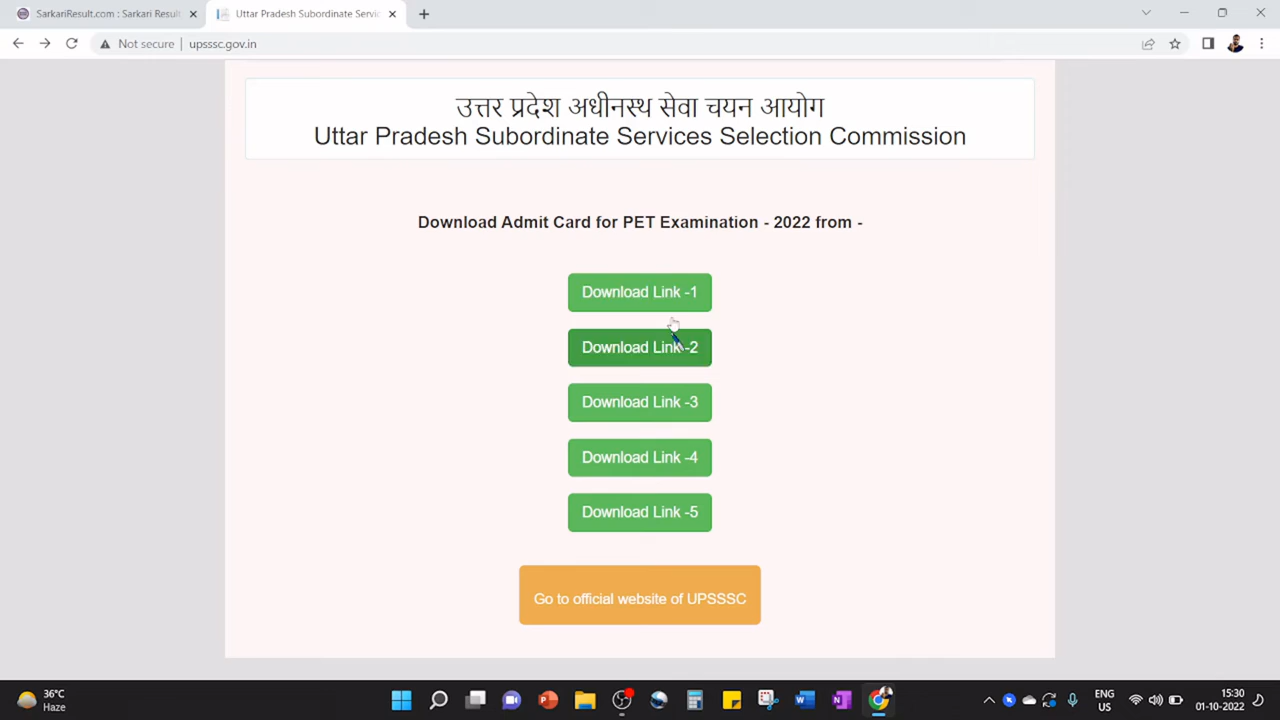 SarkariResult.com : Sarkari Result
Uttar Pradesh Subordinate Servic
Not secure | upsssc.gov.in
उत्तर प्रदेश अधीनस्थ सेवा चयन आयोग
Uttar Pradesh Subordinate Services Selection Commission
Download Admit Card for PET Examination - 2022 from -
Download Link -1
Download Link -2
Download Link -3
Download Link -4
Download Link -5
Go to official website of UPSSSC
36°C
Haze
ENG
US
15:30
01-10-2022